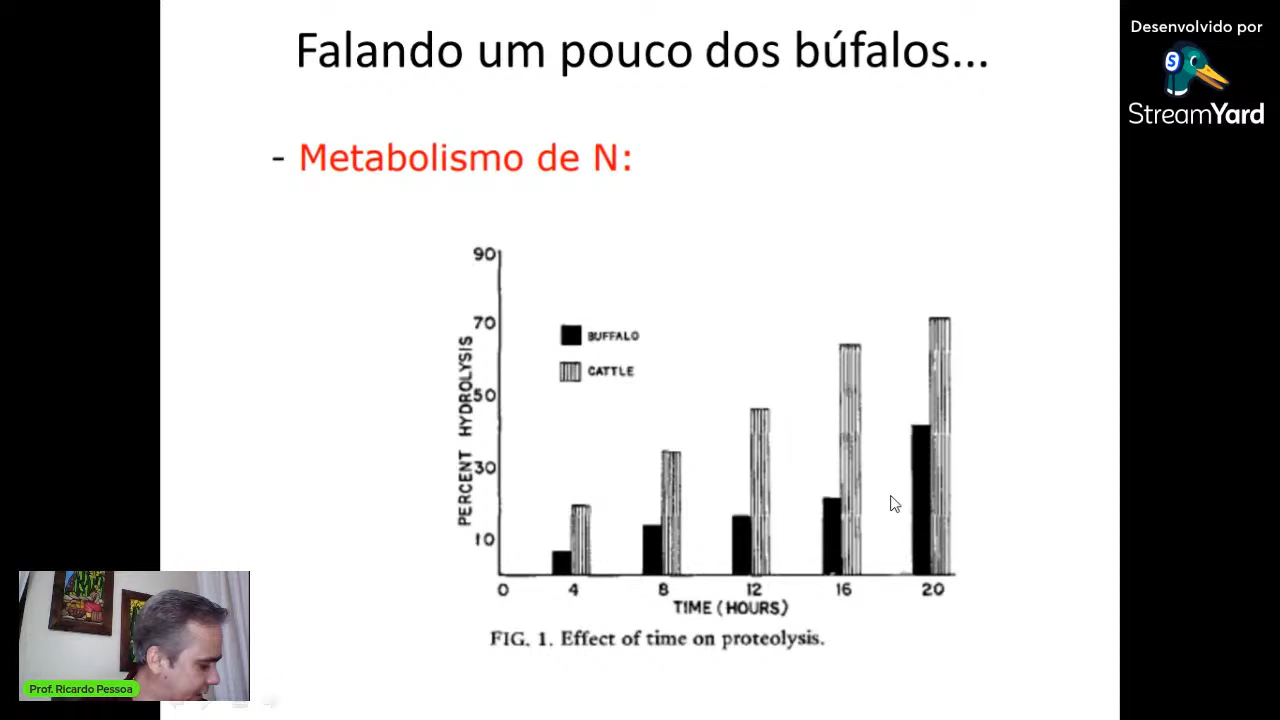 Falando um pouco dos búfalos...
Desenvolvido por
StreamYard
- Metabolismo de N:
90
70
50
30
10
PERCENT HYDROLYSIS
BUFFALO
CATTLE
0 4 8 12 16 20
TIME (HOURS)
FIG. 1. Effect of time on proteolysis.
Prof. Ricardo Pessoa